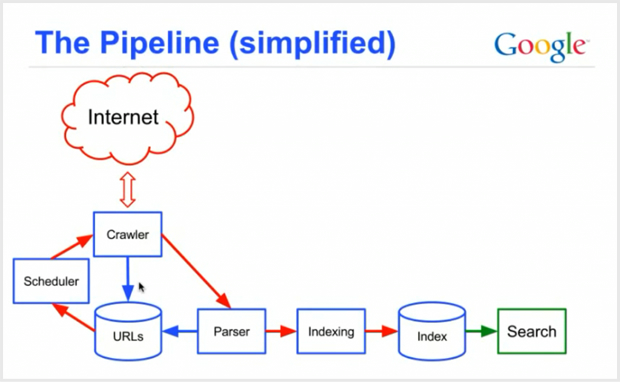 The Pipeline (simplified)
Google
Internet
Crawler
Scheduler
URLs
Parser
Indexing
Index
Search